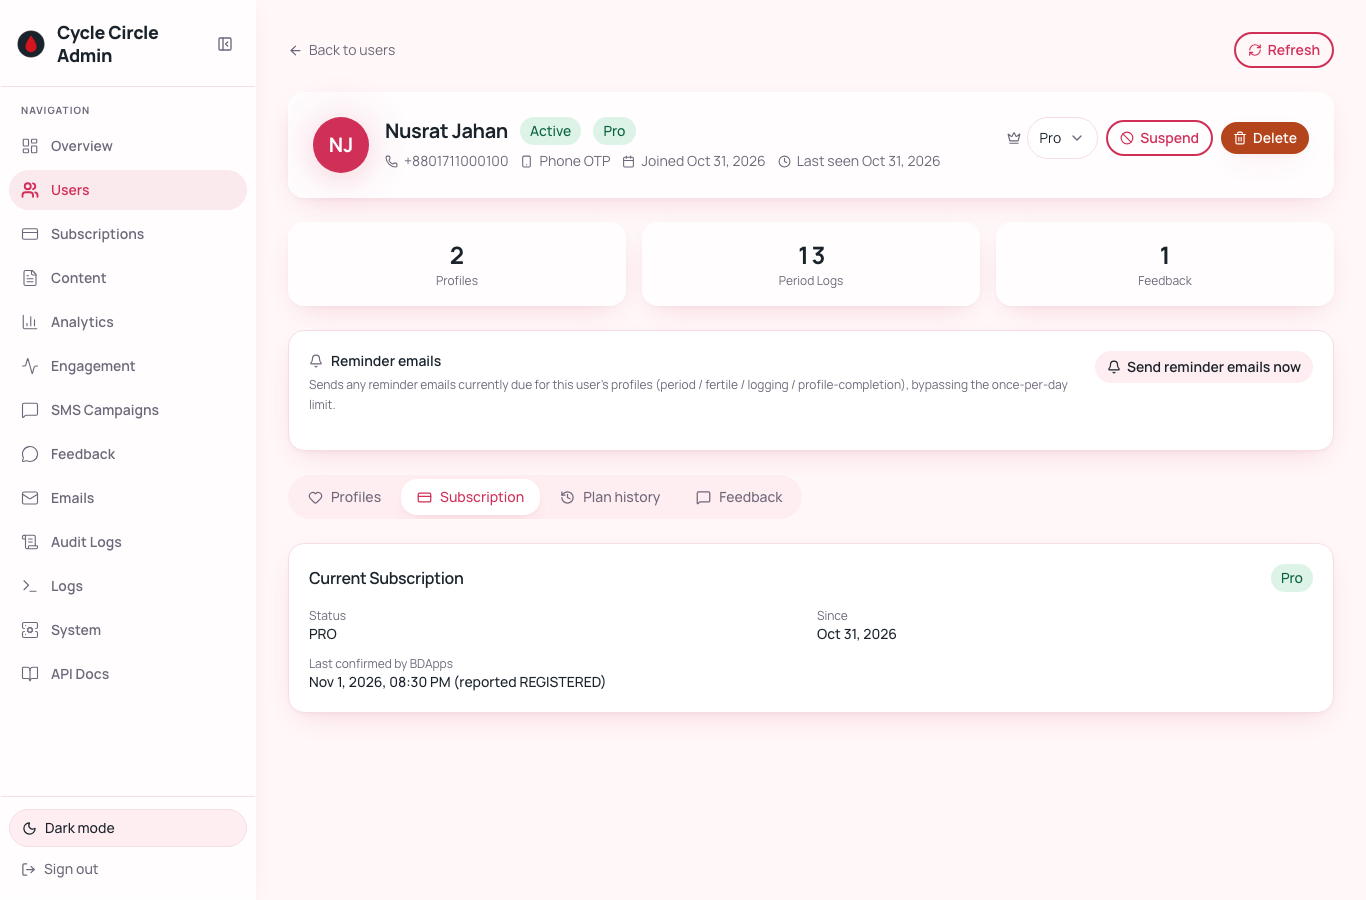 Cycle Circle
Admin
NAVIGATION
Overview
Users
Subscriptions
Content
Analytics
Engagement
SMS Campaigns
Feedback
Emails
Audit Logs
Logs
System
API Docs
Dark mode
Sign out
Back to users
Refresh
NJ
Nusrat Jahan Active Pro
+8801711000100 Phone OTP Joined Oct 31, 2026 Last seen Oct 31, 2026
Pro
Suspend
Delete
2
Profiles
13
Period Logs
1
Feedback
Reminder emails
Sends any reminder emails currently due for this user's profiles (period / fertile / logging / profile-completion), bypassing the once-per-day
limit.
Send reminder emails now
Profiles
Subscription
Plan history
Feedback
Current Subscription
Pro
Status
PRO
Since
Oct 31, 2026
Last confirmed by BDApps
Nov 1, 2026, 08:30 PM (reported REGISTERED)